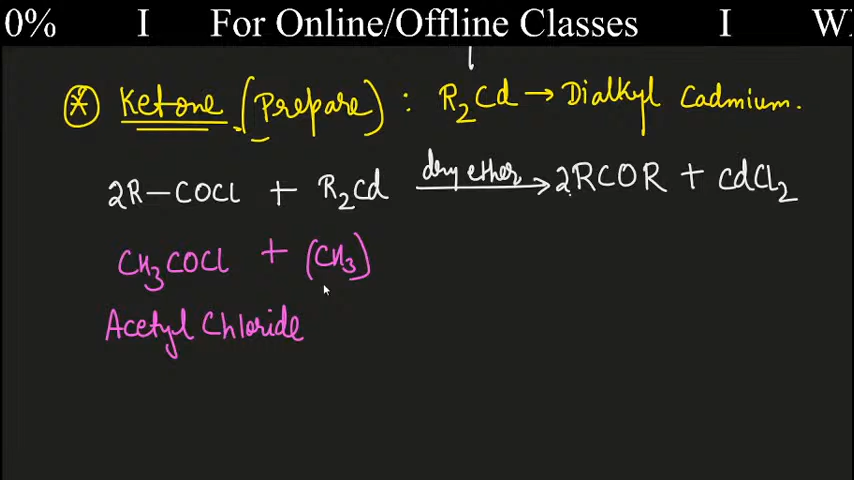 0% I For Online/Offline Classes I
* Ketone (Prepare) : R2Cd → Dialkyl Cadmium.
2R-COCl + R2Cd dry ether → 2RCOR + CdCl2
CH3COCl + (CH3)
Acetyl Chloride